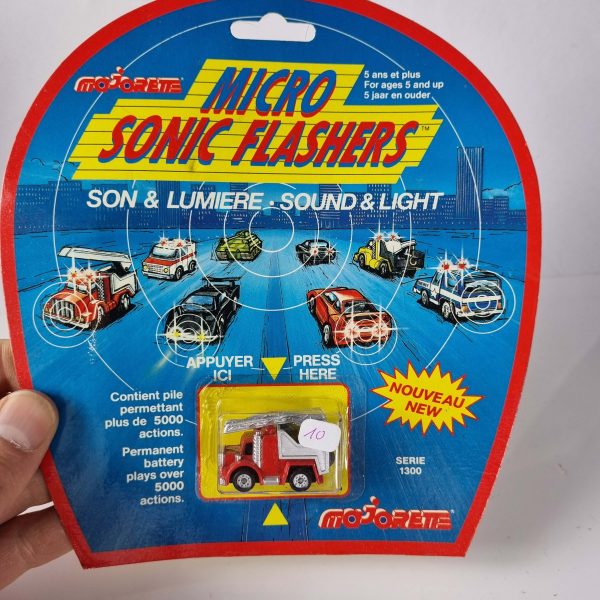 MAJORETTE
5 ans et plus
For ages 5 and up
5 jaar en ouder
MICRO
SONIC FLASHERS™
SON & LUMIERE • SOUND & LIGHT
APPUYER ICI
PRESS HERE
Contient pile
permettant
plus de 5000
actions.
Permanent
battery
plays over
5000
actions.
10
NOUVEAU
NEW
SERIE
1300
MAJORETTE